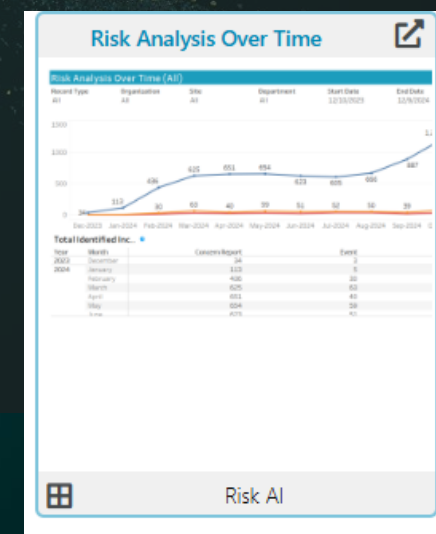 Risk Analysis Over Time
Risk Analysis Over Time (All)
Record Type Organization Site Department Start Date End Date
All All All All 12/10/2023 12/9/2024
1500
1000
887
625 651 654 623 605 666
500
436
113
30 63 40 59 51 52 50 39
0
Dec-2023 Jan-2024 Feb-2024 Mar-2024 Apr-2024 May-2024 Jun-2024 Jul-2024 Aug-2024 Sep-2024
Total Identified Inc...
Year Month Concern Report Event
2023 December 34 2
2024 January 113 5
February 436 30
March 625 63
April 651 40
May 654 59
June 623 51
Risk AI